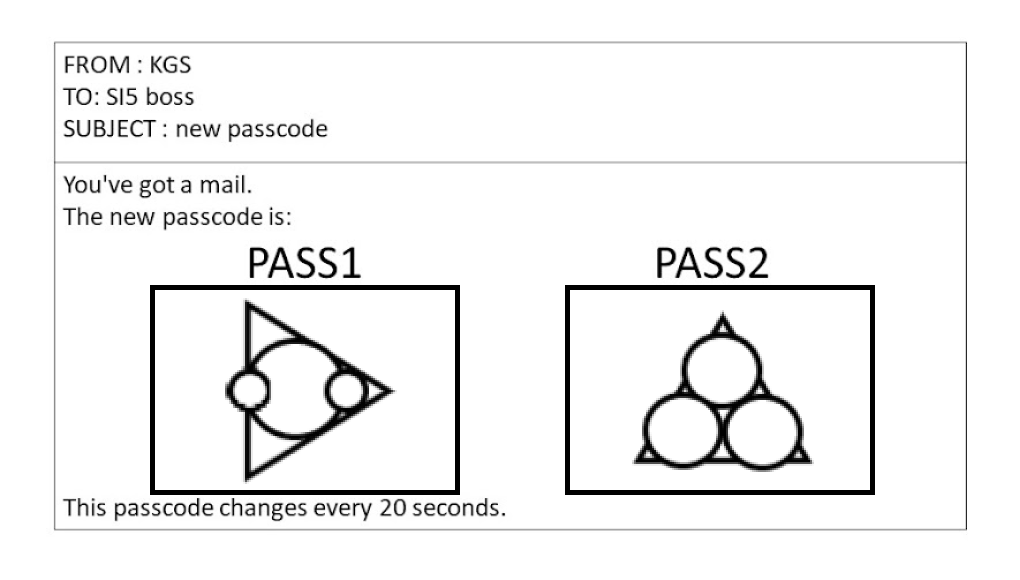 FROM : KGS
TO: SI5 boss
SUBJECT : new passcode
You've got a mail.
The new passcode is:
PASS1
PASS2
This passcode changes every 20 seconds.